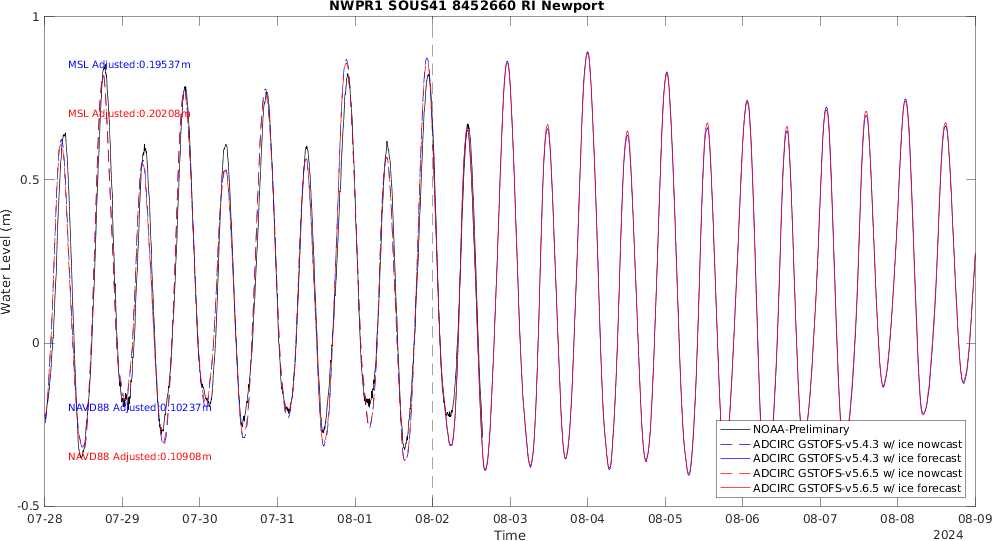 NWPR1 SOUS41 8452660 RI Newport
1
0.5
0
-0.5
Water Level (m)
MSL Adjusted:0.19537m
MSL Adjusted:0.20208m
NAVD88 Adjusted:0.10237m
NAVD88 Adjusted:0.10908m
NOAA-Preliminary
ADCIRC GSTOFS-v5.4.3 w/ ice nowcast
ADCIRC GSTOFS-v5.4.3 w/ ice forecast
ADCIRC GSTOFS-v5.6.5 w/ ice nowcast
ADCIRC GSTOFS-v5.6.5 w/ ice forecast
07-28 07-29 07-30 07-31 08-01 08-02 08-03 08-04 08-05 08-06 08-07 08-08 08-09
Time
2024